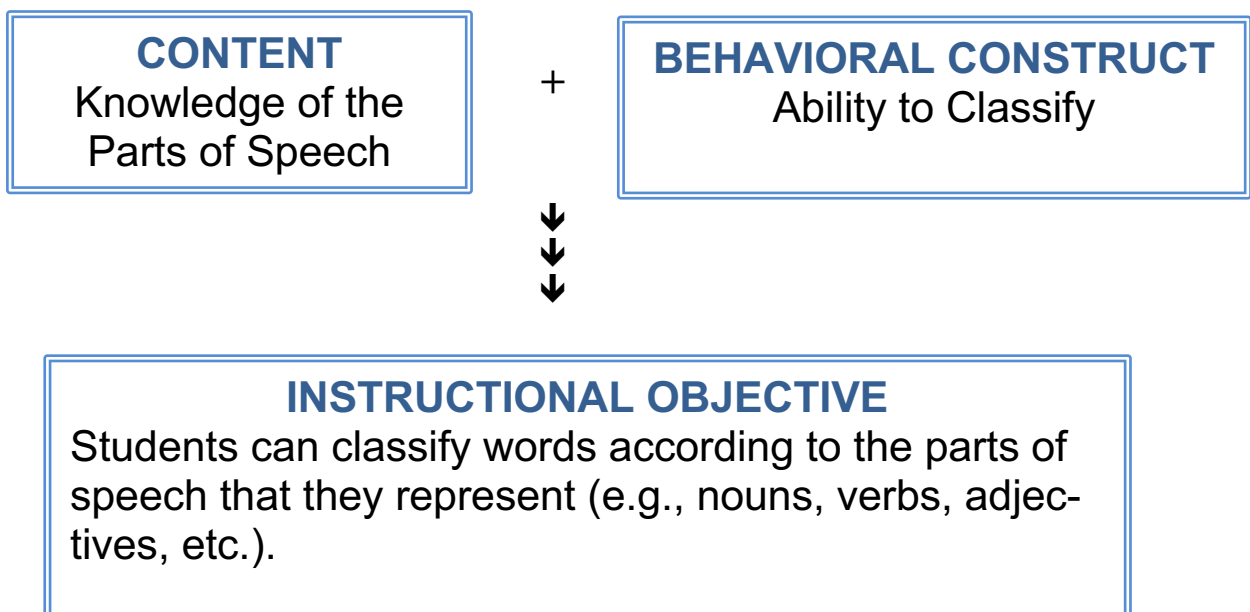 CONTENT
Knowledge of the
Parts of Speech
+
BEHAVIORAL CONSTRUCT
Ability to Classify
INSTRUCTIONAL OBJECTIVE
Students can classify words according to the parts of
speech that they represent (e.g., nouns, verbs, adjec-
tives, etc.).